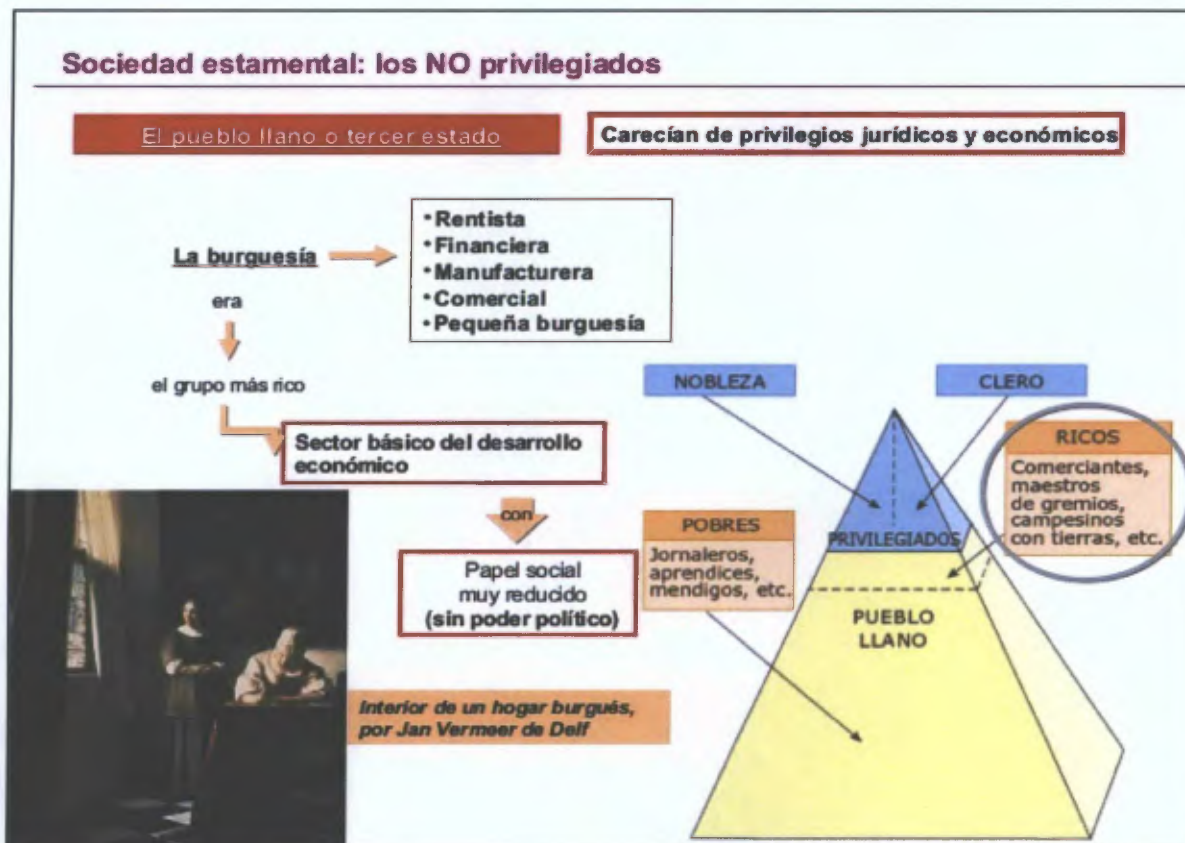 Sociedad estamental: los NO privilegiados
El pueblo llano o tercer estado
Carecían de privilegios jurídicos y económicos
La burguesía
• Rentista
• Financiera
• Manufacturera
• Comercial
• Pequeña burguesía
era
el grupo más rico
Sector básico del desarrollo
económico
con
Papel social
muy reducido
(sin poder político)
Interior de un hogar burgués,
por Jan Vermeer de Delf
NOBLEZA
CLERO
RICOS
Comerciantes,
maestros
de gremios,
campesinos
con tierras, etc.
POBRES
Jornaleros,
aprendices,
mendigos, etc.
PRIVILEGIADOS
PUEBLO
LLANO